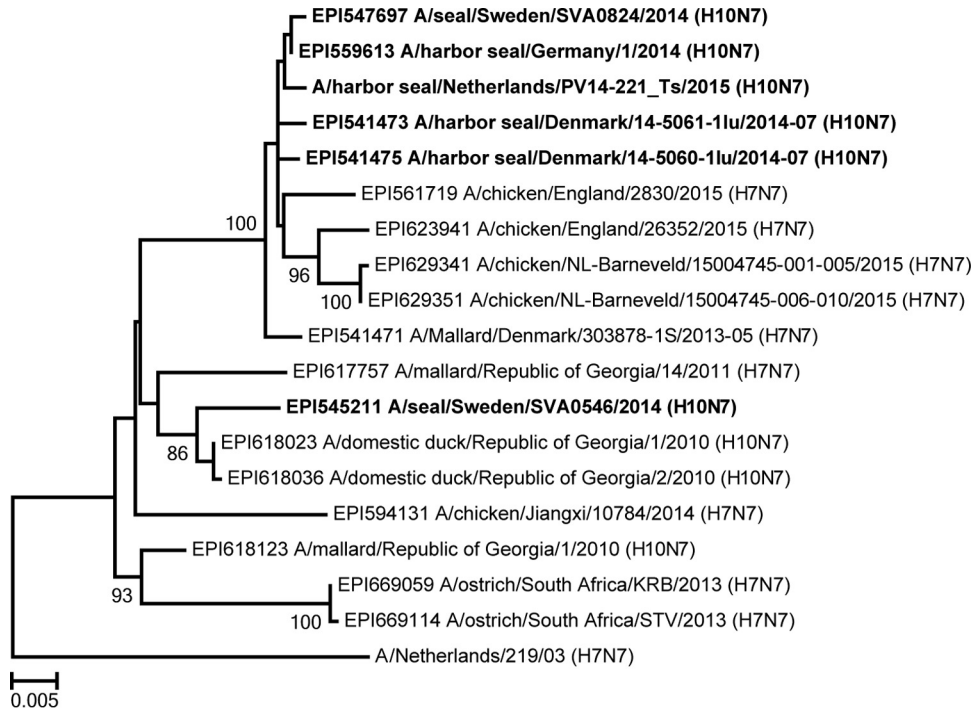 EPI547697 A/seal/Sweden/SVA0824/2014 (H10N7)
EPI559613 A/harbor seal/Germany/1/2014 (H10N7)
A/harbor seal/Netherlands/PV14-221_Ts/2015 (H10N7)
EPI541473 A/harbor seal/Denmark/14-5061-1lu/2014-07 (H10N7)
EPI541475 A/harbor seal/Denmark/14-5060-1lu/2014-07 (H10N7)
EPI561719 A/chicken/England/2830/2015 (H7N7)
100
EPI623941 A/chicken/England/26352/2015 (H7N7)
EPI629341 A/chicken/NL-Barneveld/15004745-001-005/2015 (H7N7)
96
EPI629351 A/chicken/NL-Barneveld/15004745-006-010/2015 (H7N7)
100
EPI541471 A/Mallard/Denmark/303878-1S/2013-05 (H7N7)
EPI617757 A/mallard/Republic of Georgia/14/2011 (H7N7)
EPI545211 A/seal/Sweden/SVA0546/2014 (H10N7)
EPI618023 A/domestic duck/Republic of Georgia/1/2010 (H10N7)
86
EPI618036 A/domestic duck/Republic of Georgia/2/2010 (H10N7)
EPI594131 A/chicken/Jiangxi/10784/2014 (H7N7)
EPI618123 A/mallard/Republic of Georgia/1/2010 (H10N7)
EPI669059 A/ostrich/South Africa/KRB/2013 (H7N7)
93
EPI669114 A/ostrich/South Africa/STV/2013 (H7N7)
100
A/Netherlands/219/03 (H7N7)
0.005